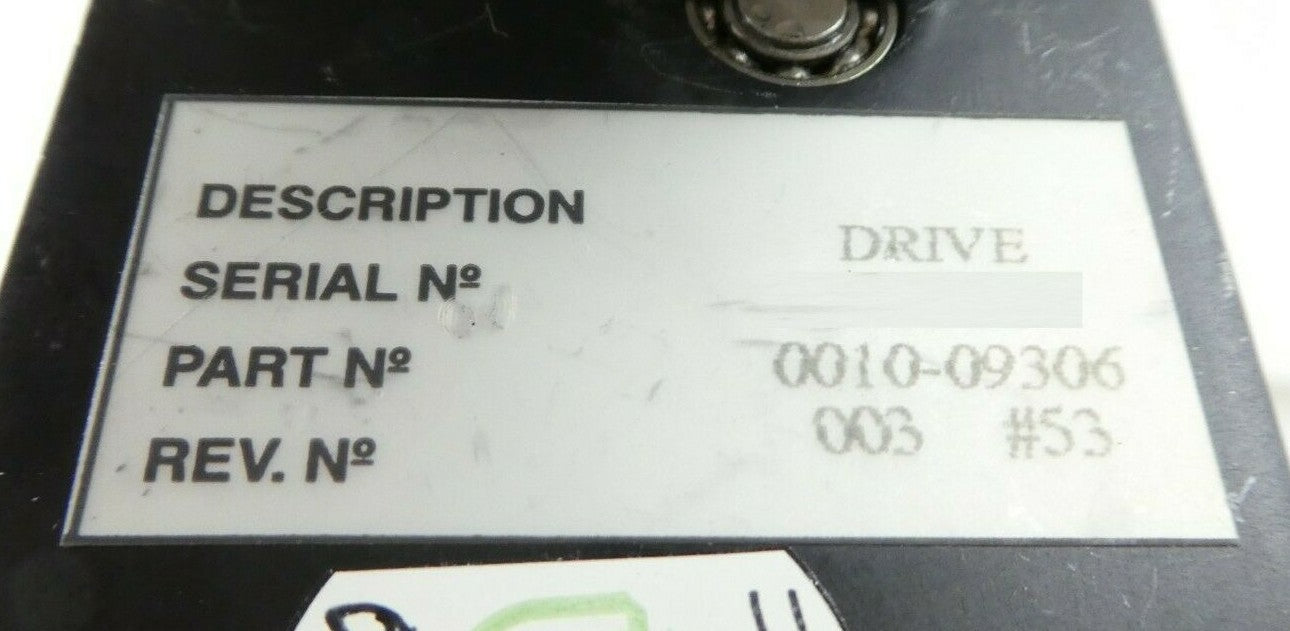 DESCRIPTION
DRIVE
SERIAL Nº
PART Nº 0010-09306
REV. Nº 003 #53